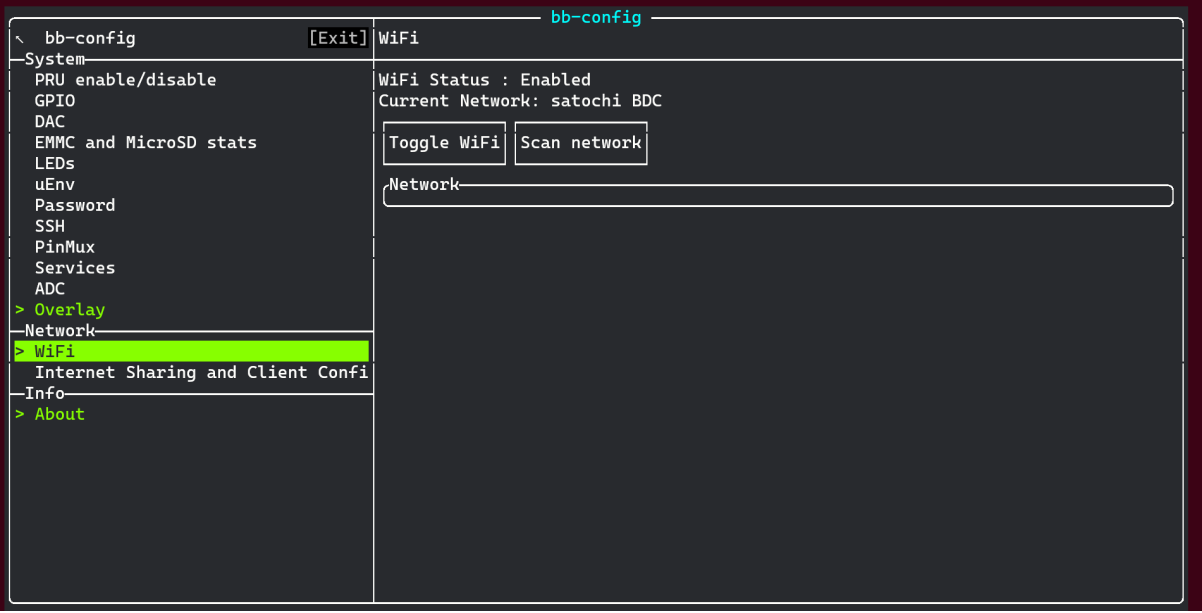 bb-config
bb-config [Exit]
System
PRU enable/disable
GPIO
DAC
EMMC and MicroSD stats
LEDs
uEnv
Password
SSH
PinMux
Services
ADC
> Overlay
Network
> WiFi
Internet Sharing and Client Confi
Info
> About
WiFi
WiFi Status : Enabled
Current Network: satochi BDC
Toggle WiFi Scan network
Network